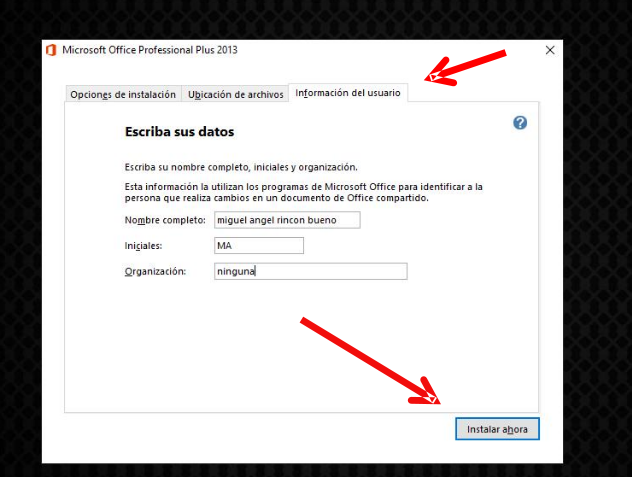 Microsoft Office Professional Plus 2013
Opciones de instalación Ubicación de archivos Información del usuario
Escriba sus datos
Escriba su nombre completo, iniciales y organización.
Esta información la utilizan los programas de Microsoft Office para identificar a la
persona que realiza cambios en un documento de Office compartido.
Nombre completo: miguel angel rincon bueno
Iniciales: MA
Organización: ninguna
Instalar ahora